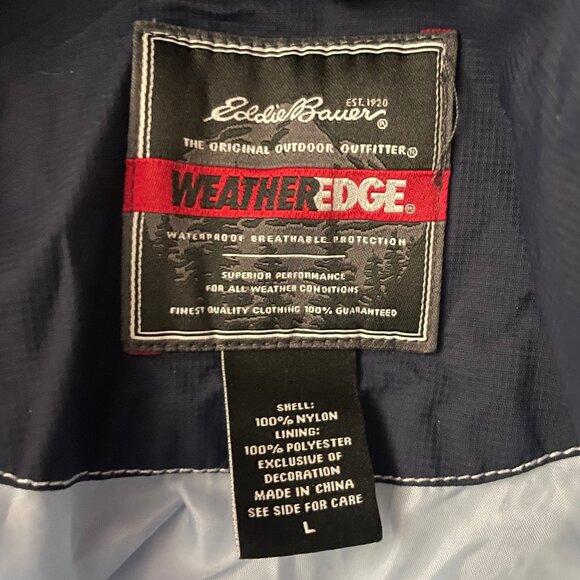 Eddie Bauer® EST. 1920
THE ORIGINAL OUTDOOR OUTFITTER®
WEATHEREDGE®
WATERPROOF BREATHABLE PROTECTION
SUPERIOR PERFORMANCE
FOR ALL WEATHER CONDITIONS
FINEST QUALITY CLOTHING 100% GUARANTEED
SHELL:
100% NYLON
LINING:
100% POLYESTER
EXCLUSIVE OF
DECORATION
MADE IN CHINA
SEE SIDE FOR CARE
L